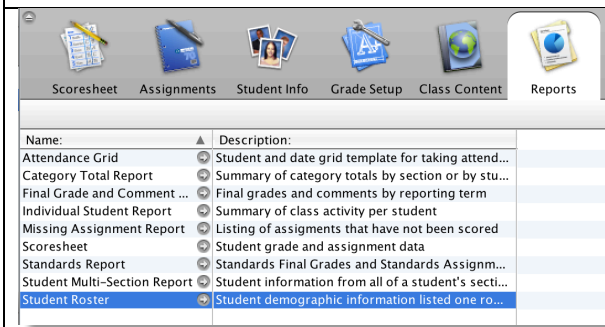 Scoresheet Assignments Student Info Grade Setup Class Content Reports
Name: Description:
Attendance Grid Student and date grid template for taking attend...
Category Total Report Summary of category totals by section or by stu...
Final Grade and Comment ... Final grades and comments by reporting term
Individual Student Report Summary of class activity per student
Missing Assignment Report Listing of assigments that have not been scored
Scoresheet Student grade and assignment data
Standards Report Standards Final Grades and Standards Assignm...
Student Multi-Section Report Student information from all of a student's secti...
Student Roster Student demographic information listed one ro...